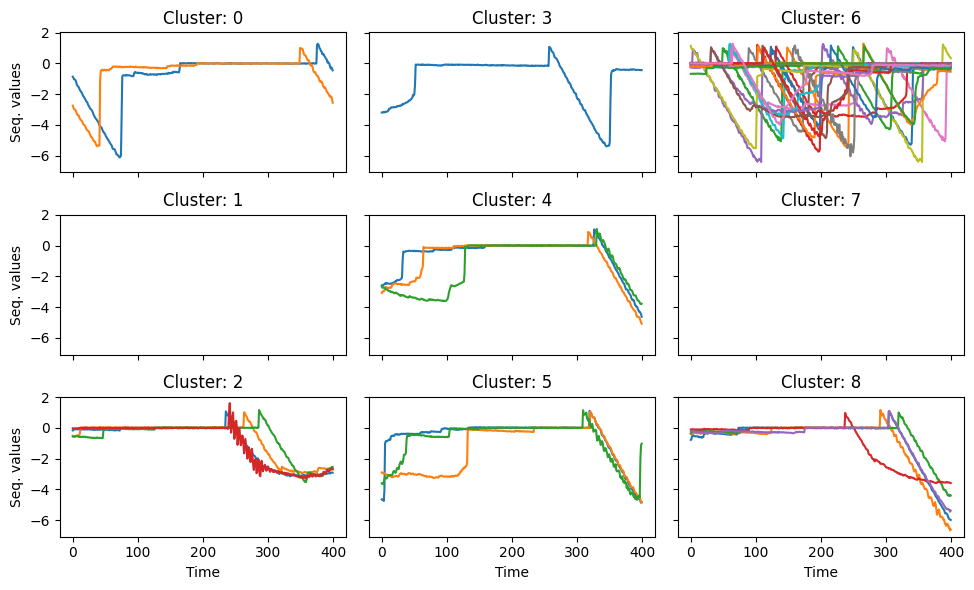 Cluster: 0
Cluster: 3
Cluster: 6
Seq. values
2
0
−2
−4
−6
Cluster: 1
Cluster: 4
Cluster: 7
Seq. values
2
0
−2
−4
−6
Cluster: 2
Cluster: 5
Cluster: 8
Seq. values
2
0
−2
−4
−6
0 100 200 300 400
0 100 200 300 400
0 100 200 300 400
Time
Time
Time